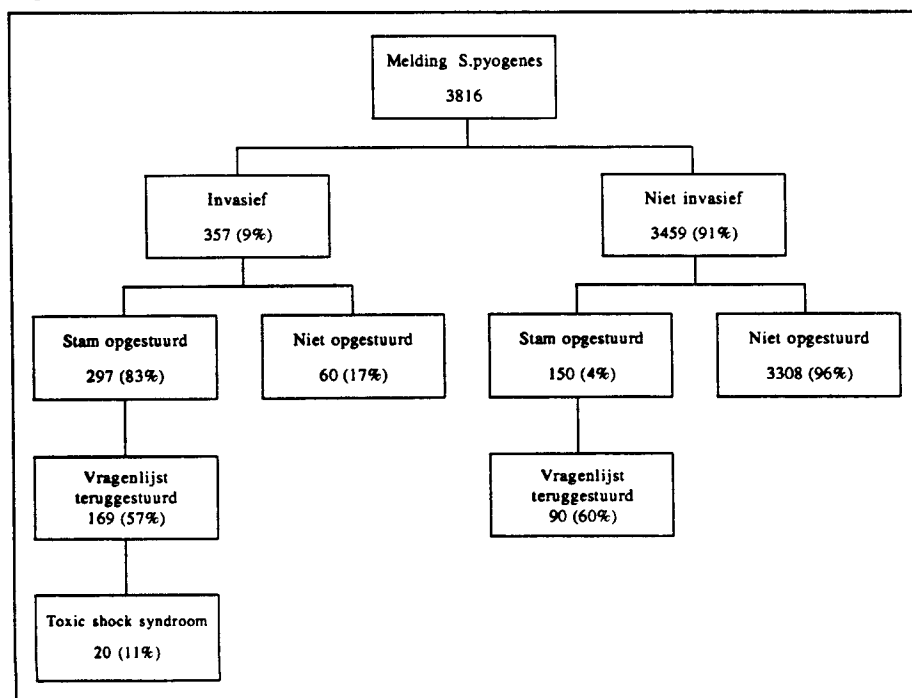 Melding S.pyogenes
3816
Invasief
357 (9%)
Niet invasief
3459 (91%)
Stam opgestuurd
297 (83%)
Niet opgestuurd
60 (17%)
Stam opgestuurd
150 (4%)
Niet opgestuurd
3308 (96%)
Vragenlijst
teruggestuurd
169 (57%)
Vragenlijst
teruggestuurd
90 (60%)
Toxic shock syndroom
20 (11%)